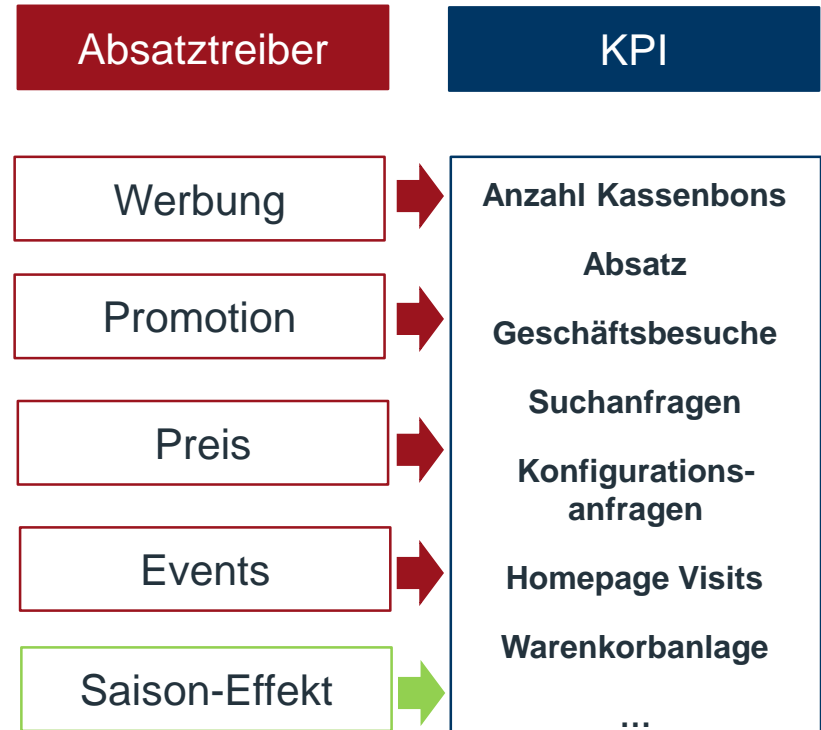 Absatztreiber
KPI
Werbung
Promotion
Preis
Events
Saison-Effekt
Anzahl Kassenbons
Absatz
Geschäftsbesuche
Suchanfragen
Konfigurations-
anfragen
Homepage Visits
Warenkorbanlage
...